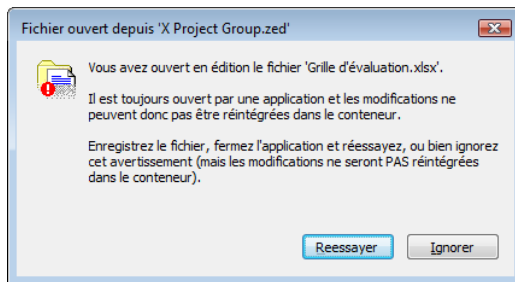 Fichier ouvert depuis 'X Project Group.zed'
Vous avez ouvert en édition le fichier 'Grille d'évaluation.xlsx'.
Il est toujours ouvert par une application et les modifications ne
peuvent donc pas être réintégrées dans le conteneur.
Enregistrez le fichier, fermez l'application et réessayez, ou bien ignorez
cet avertissement (mais les modifications ne seront PAS réintégrées
dans le conteneur).
Reessayer Ignorer